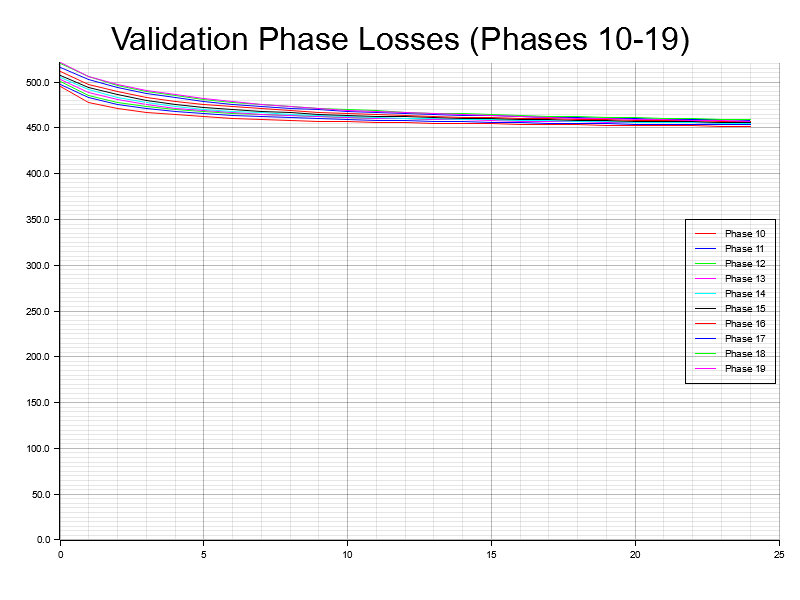 Validation Phase Losses (Phases 10-19)
500.0
450.0
400.0
350.0
300.0
250.0
200.0
150.0
100.0
50.0
0.0
0 5 10 15 20 25
Phase 10
Phase 11
Phase 12
Phase 13
Phase 14
Phase 15
Phase 16
Phase 17
Phase 18
Phase 19